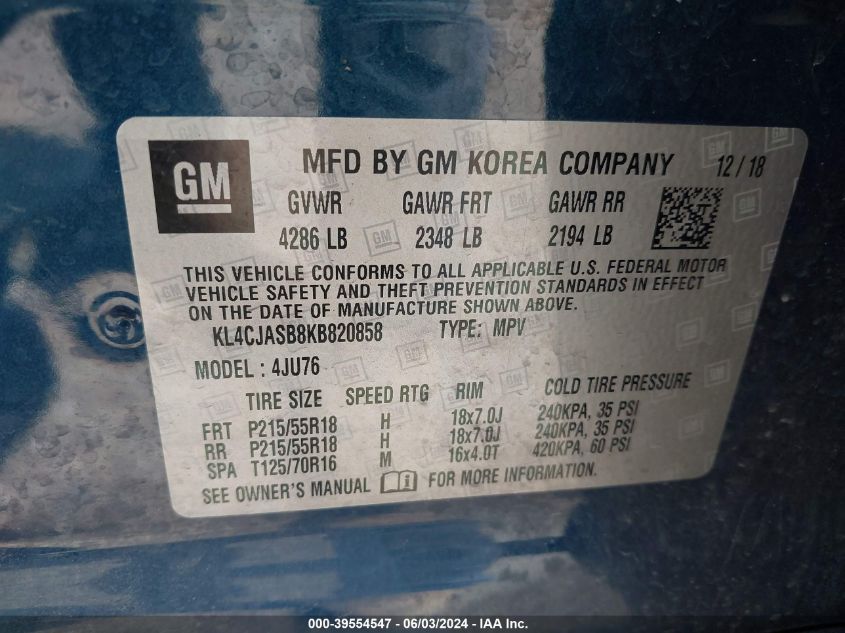 GM MFD BY GM KOREA COMPANY 12/18
GVWR GAWR FRT GAWR RR
4286 LB 2348 LB 2194 LB
THIS VEHICLE CONFORMS TO ALL APPLICABLE U.S. FEDERAL MOTOR
VEHICLE SAFETY AND THEFT PREVENTION STANDARDS IN EFFECT
ON THE DATE OF MANUFACTURE SHOWN ABOVE.
KL4CJASB8KB820858 TYPE: MPV
MODEL : 4JU76
TIRE SIZE SPEED RTG RIM COLD TIRE PRESSURE
FRT P215/55R18 H 18x7.0J 240KPA, 35 PSI
RR P215/55R18 H 18x7.0J 240KPA, 35 PSI
SPA T125/70R16 M 16x4.0T 420KPA, 60 PSI
SEE OWNER'S MANUAL FOR MORE INFORMATION.
000-39554547 - 06/03/2024 - IAA Inc.